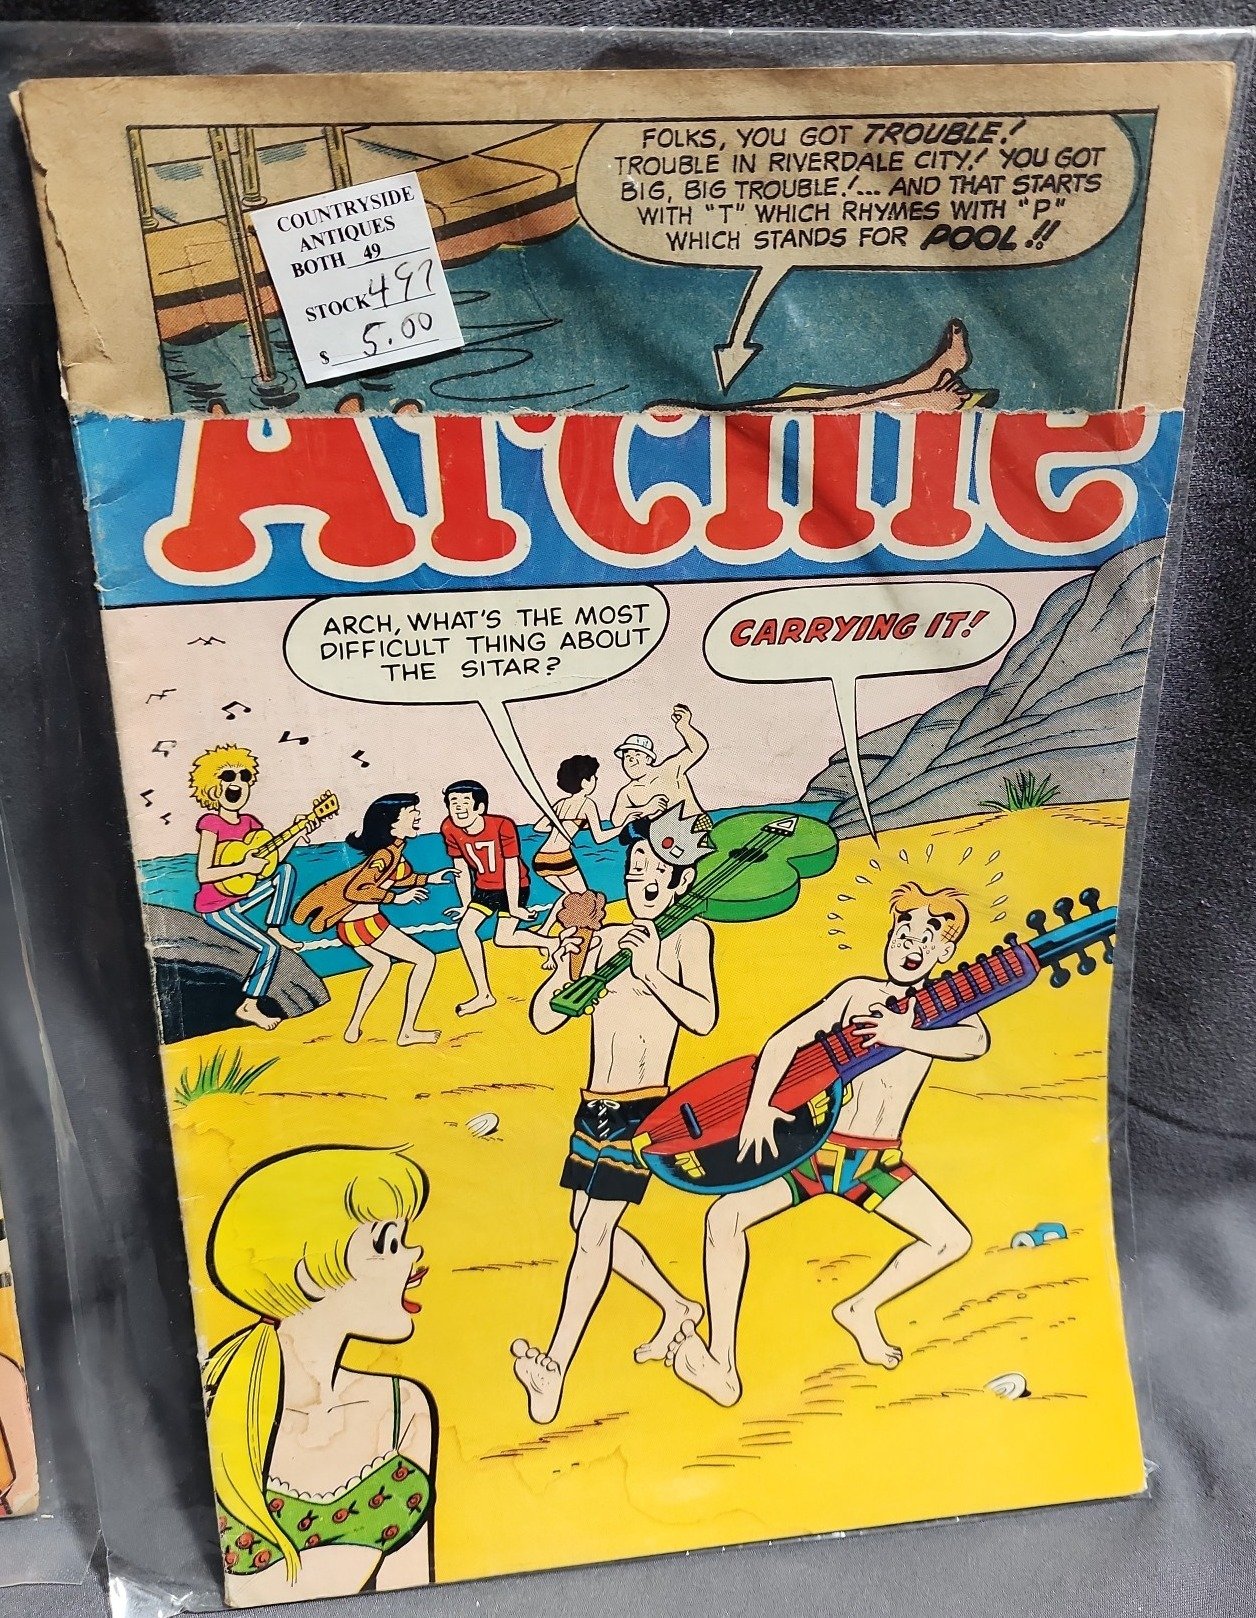 FOLKS, YOU GOT TROUBLE!
TROUBLE IN RIVERDALE CITY! YOU GOT
BIG, BIG TROUBLE!... AND THAT STARTS
WITH "T" WHICH RHYMES WITH "P"
WHICH STANDS FOR POOL!!
COUNTRYSIDE
ANTIQUES
BOTH 49
STOCK 497
$ 5.00
Archie
ARCH, WHAT'S THE MOST
DIFFICULT THING ABOUT
THE SITAR?
CARRYING IT!
17